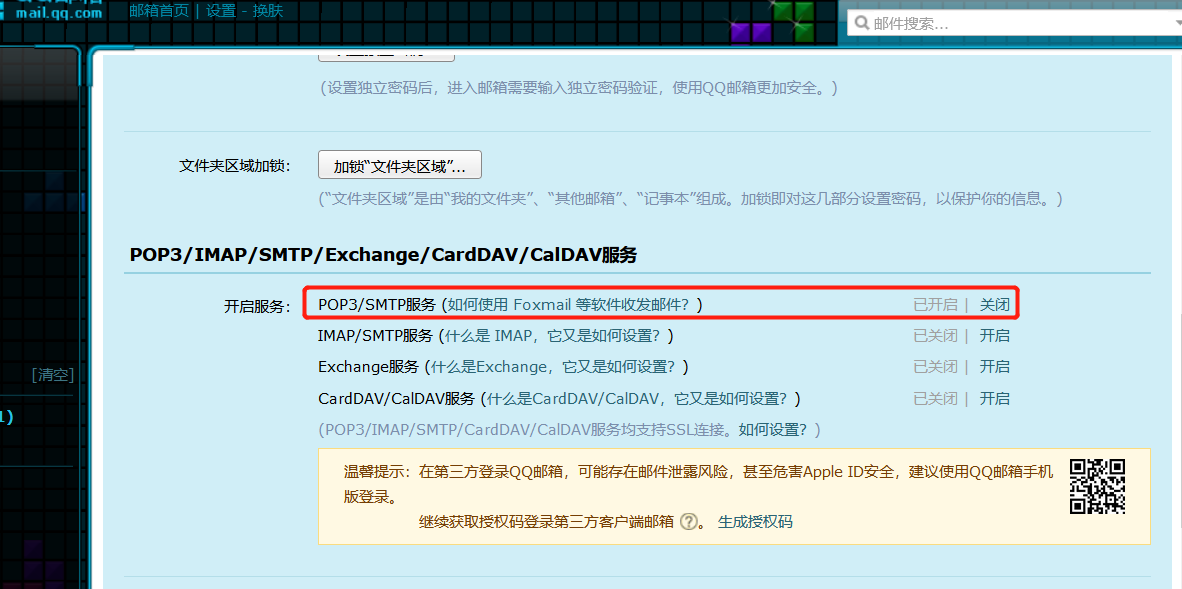 mail.qq.com
邮箱首页 | 设置 - 换肤
邮件搜索...
(设置独立密码后，进入邮箱需要输入独立密码验证，使用QQ邮箱更加安全。)
文件夹区域加锁：
加锁“文件夹区域”...
(“文件夹区域”是由“我的文件夹”、“其他邮箱”、“记事本”组成。加锁即对这几部分设置密码，以保护你的信息。)
POP3/IMAP/SMTP/Exchange/CardDAV/CalDAV服务
开启服务：
POP3/SMTP服务 (如何使用 Foxmail 等软件收发邮件？) 已开启 | 关闭
IMAP/SMTP服务 (什么是 IMAP，它又是如何设置？) 已关闭 | 开启
Exchange服务 (什么是Exchange，它又是如何设置？) 已关闭 | 开启
CardDAV/CalDAV服务 (什么是CardDAV/CalDAV，它又是如何设置？) 已关闭 | 开启
(POP3/IMAP/SMTP/CardDAV/CalDAV服务均支持SSL连接。如何设置？)
[清空]
1)
温馨提示：在第三方登录QQ邮箱，可能存在邮件泄露风险，甚至危害Apple ID安全，建议使用QQ邮箱手机
版登录。
继续获取授权码登录第三方客户端邮箱 ?。 生成授权码